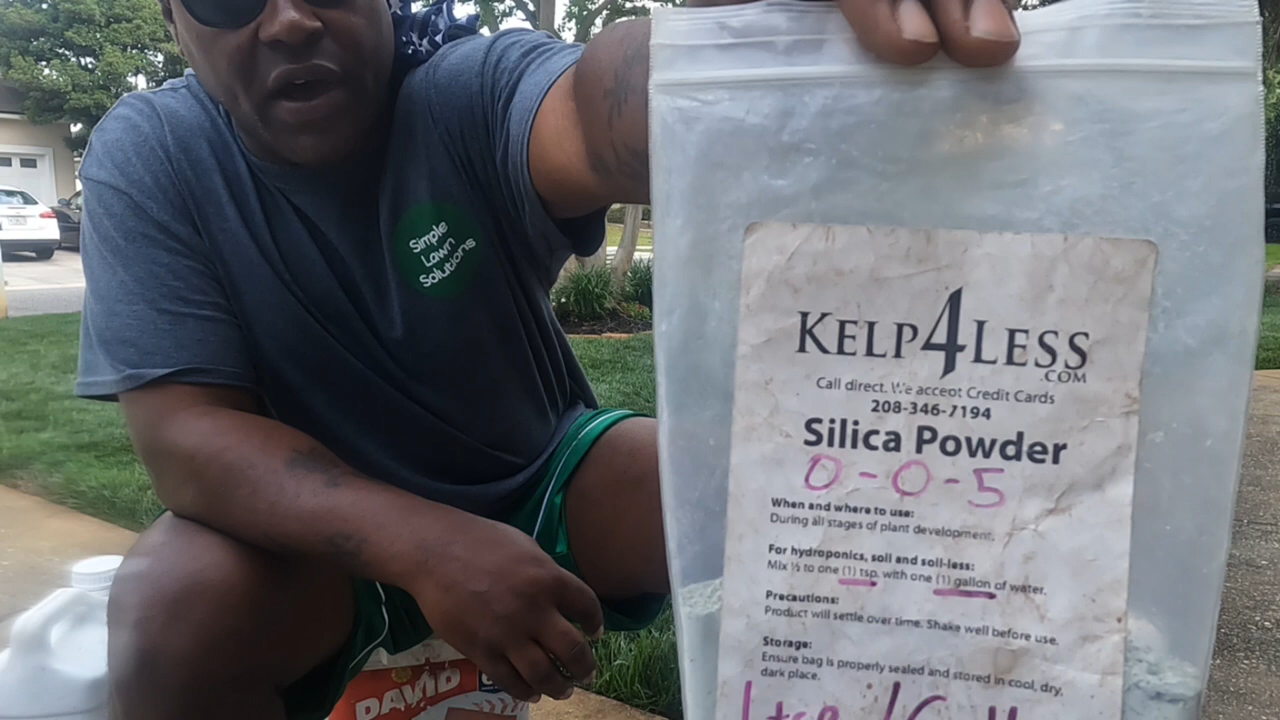 Simple
Lawn
Solutions
KELP4LESS
.COM
Call direct. We accept Credit Cards
208-346-7194
Silica Powder
0-0-5
When and where to use:
During all stages of plant development.
For hydroponics, soil and soil-less:
Mix ½ to one (1) tsp. with one (1) gallon of water.
Precautions:
Product will settle over time. Shake well before use.
Storage:
Ensure bag is properly sealed and stored in cool, dry,
dark place.
1 tsp /
DAVID